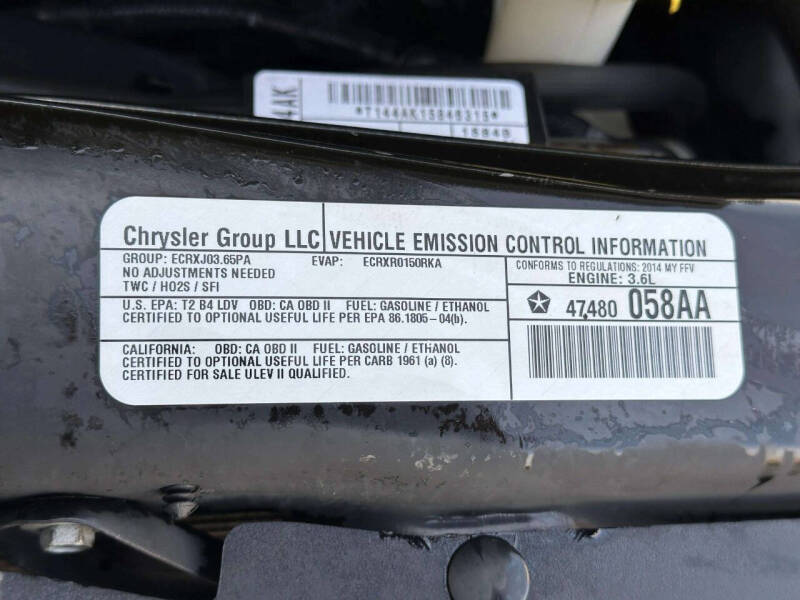 4AK
*T144AK15846315*
15846
Chrysler Group LLC VEHICLE EMISSION CONTROL INFORMATION
GROUP: ECRXJ03.65PA EVAP: ECRXR0150RKA
NO ADJUSTMENTS NEEDED
TWC / HO2S / SFI
CONFORMS TO REGULATIONS: 2014 MY FFV
ENGINE: 3.6L
U.S. EPA: T2 B4 LDV OBD: CA OBD II FUEL: GASOLINE / ETHANOL
CERTIFIED TO OPTIONAL USEFUL LIFE PER EPA 86.1805-04(b).
47480 058AA
CALIFORNIA: OBD: CA OBD II FUEL: GASOLINE / ETHANOL
CERTIFIED TO OPTIONAL USEFUL LIFE PER CARB 1961 (a) (8).
CERTIFIED FOR SALE ULEV II QUALIFIED.